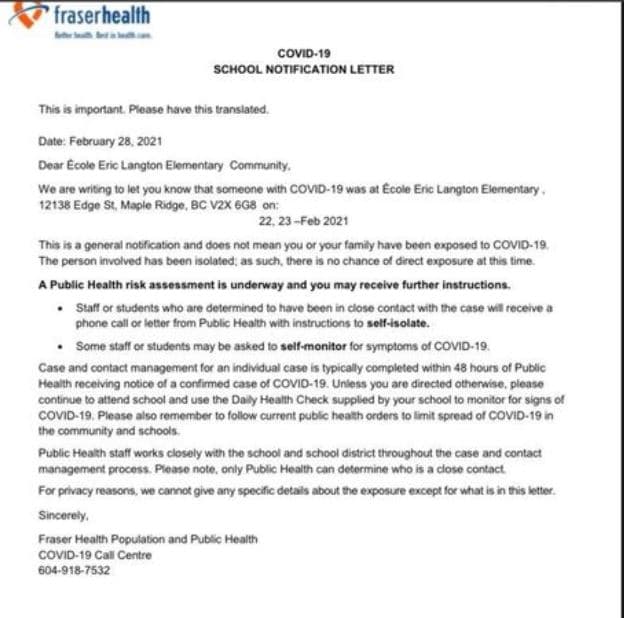 fraserhealth
Better health. Best in health care.
COVID-19
SCHOOL NOTIFICATION LETTER
This is important. Please have this translated.
Date: February 28, 2021
Dear École Eric Langton Elementary Community,
We are writing to let you know that someone with COVID-19 was at École Eric Langton Elementary ,
12138 Edge St, Maple Ridge, BC V2X 6G8 on:
22, 23 –Feb 2021
This is a general notification and does not mean you or your family have been exposed to COVID-19.
The person involved has been isolated; as such, there is no chance of direct exposure at this time.
A Public Health risk assessment is underway and you may receive further instructions.
• Staff or students who are determined to have been in close contact with the case will receive a
phone call or letter from Public Health with instructions to self-isolate.
• Some staff or students may be asked to self-monitor for symptoms of COVID-19.
Case and contact management for an individual case is typically completed within 48 hours of Public
Health receiving notice of a confirmed case of COVID-19. Unless you are directed otherwise, please
continue to attend school and use the Daily Health Check supplied by your school to monitor for signs of
COVID-19. Please also remember to follow current public health orders to limit spread of COVID-19 in
the community and schools.
Public Health staff works closely with the school and school district throughout the case and contact
management process. Please note, only Public Health can determine who is a close contact.
For privacy reasons, we cannot give any specific details about the exposure except for what is in this letter.
Sincerely,
Fraser Health Population and Public Health
COVID-19 Call Centre
604-918-7532